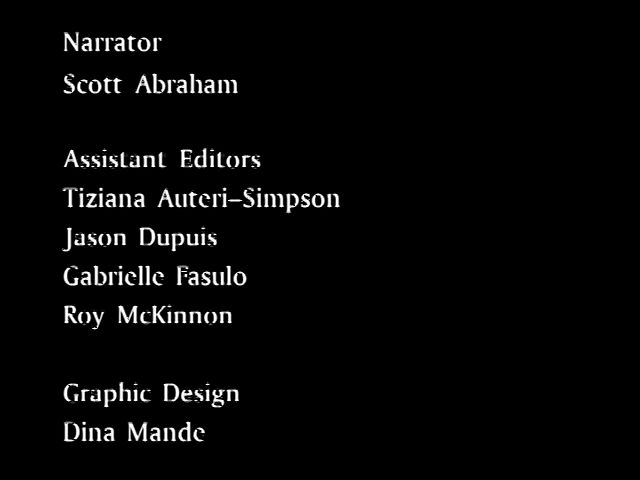 Narrator
Scott Abraham
Assistant Editors
Tiziana Auteri-Simpson
Jason Dupuis
Gabrielle Fasulo
Roy McKinnon
Graphic Design
Dina Mande